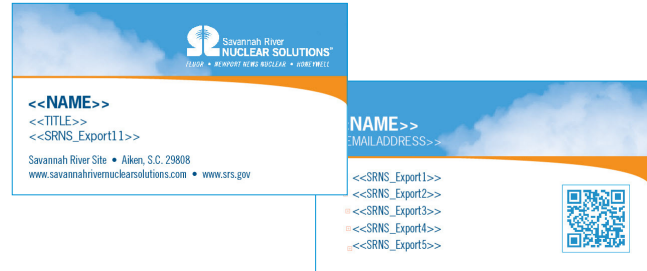 Savannah River
NUCLEAR SOLUTIONS™
FLUOR • NEWPORT NEWS NUCLEAR • HONEYWELL
<<NAME>>
<<TITLE>>
<<SRNS_Export11>>
Savannah River Site • Aiken, S.C. 29808
www.savannahrivernuclearsolutions.com • www.srs.gov
NAME>>
EMAILADDRESS>>
<<SRNS_Export1>>
<<SRNS_Export2>>
<<SRNS_Export3>>
<<SRNS_Export4>>
<<SRNS_Export5>>